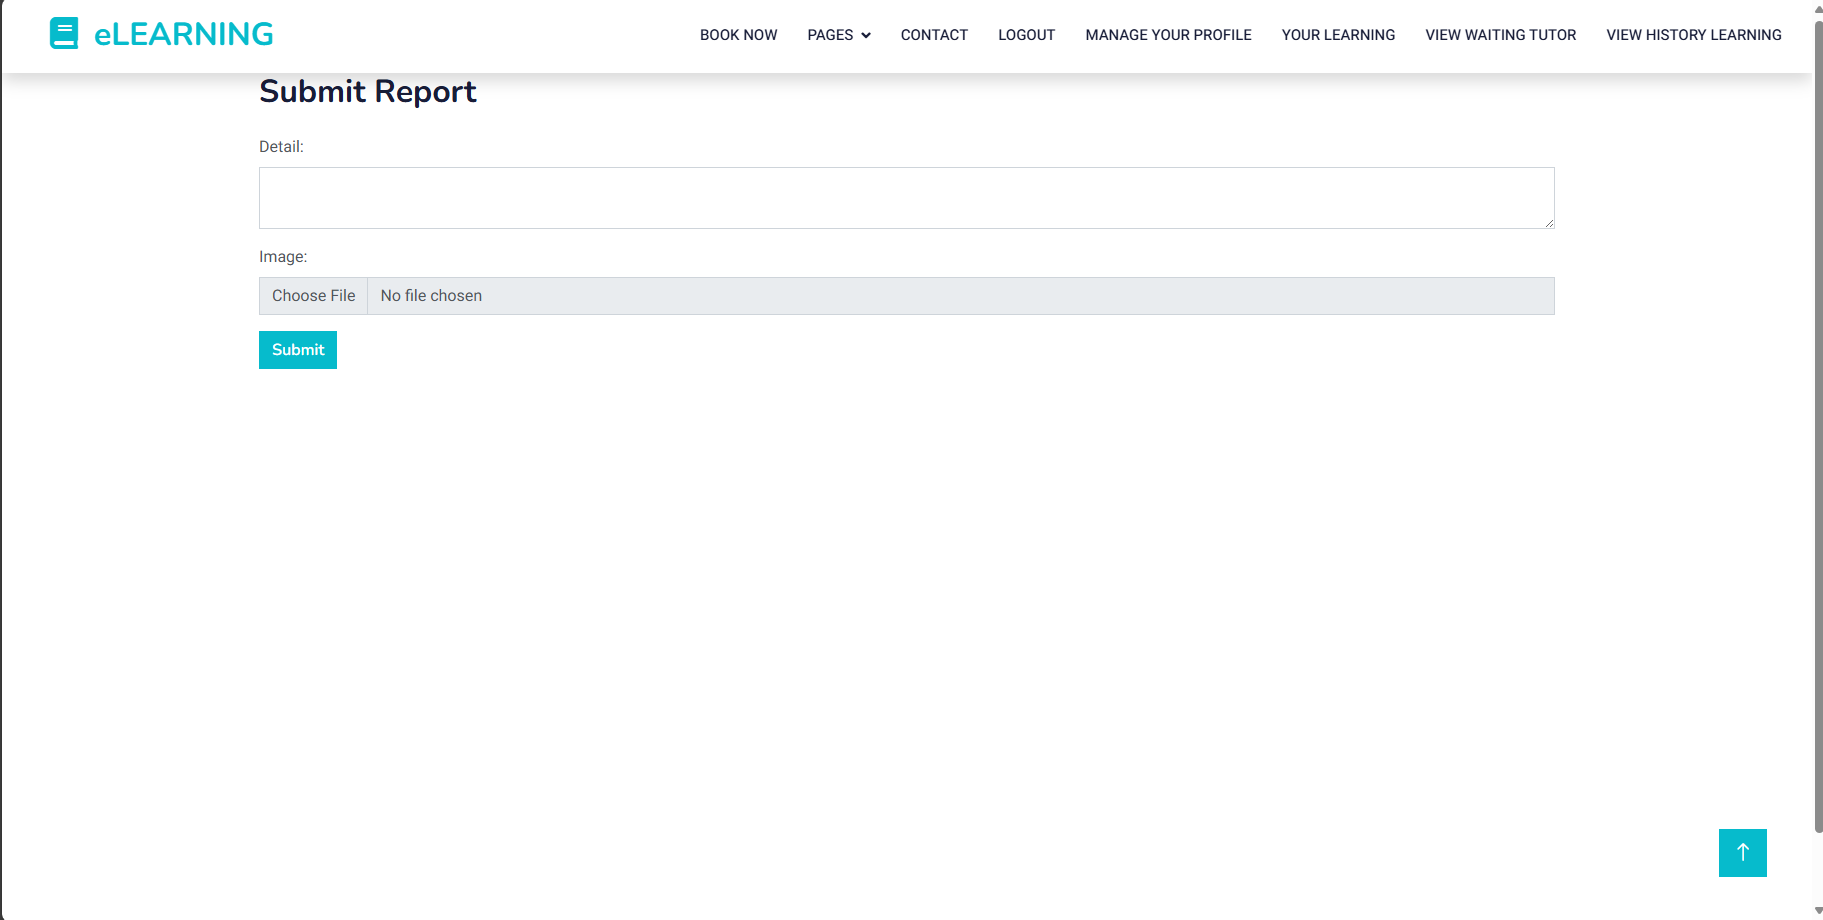 eLEARNING
BOOK NOW PAGES CONTACT LOGOUT MANAGE YOUR PROFILE YOUR LEARNING VIEW WAITING TUTOR VIEW HISTORY LEARNING
Submit Report
Detail:
Image:
Choose File No file chosen
Submit